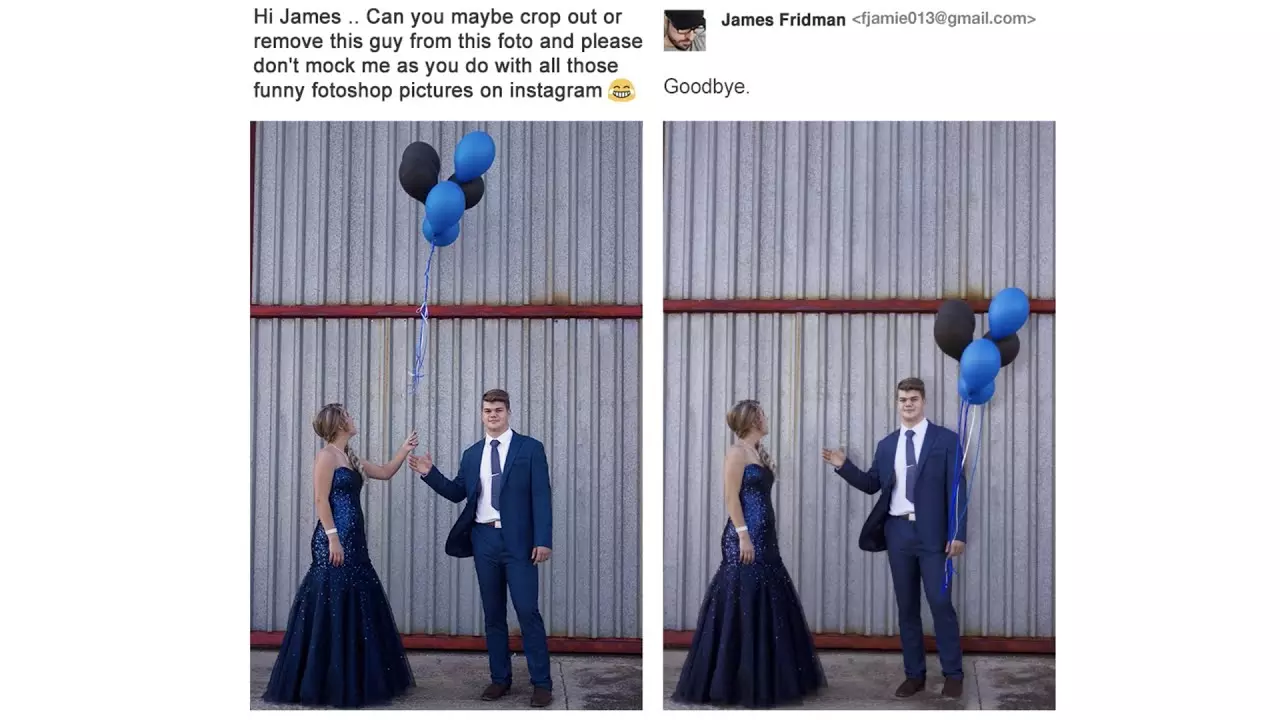 Hi James .. Can you maybe crop out or
remove this guy from this foto and please
don't mock me as you do with all those
funny fotoshop pictures on instagram 😂
James Fridman <fjamie013@gmail.com>
Goodbye.